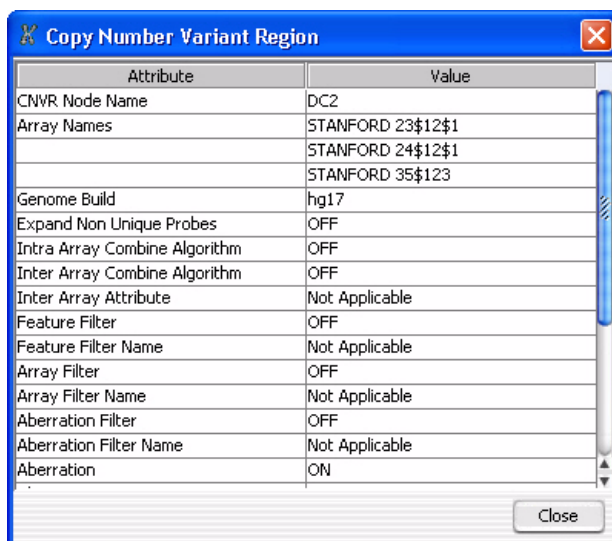 Copy Number Variant Region
Attribute Value
CNVR Node Name DC2
Array Names STANFORD 23$12$1
STANFORD 24$12$1
STANFORD 35$123
Genome Build hg17
Expand Non Unique Probes OFF
Intra Array Combine Algorithm OFF
Inter Array Combine Algorithm OFF
Inter Array Attribute Not Applicable
Feature Filter OFF
Feature Filter Name Not Applicable
Array Filter OFF
Array Filter Name Not Applicable
Aberration Filter OFF
Aberration Filter Name Not Applicable
Aberration ON
Close